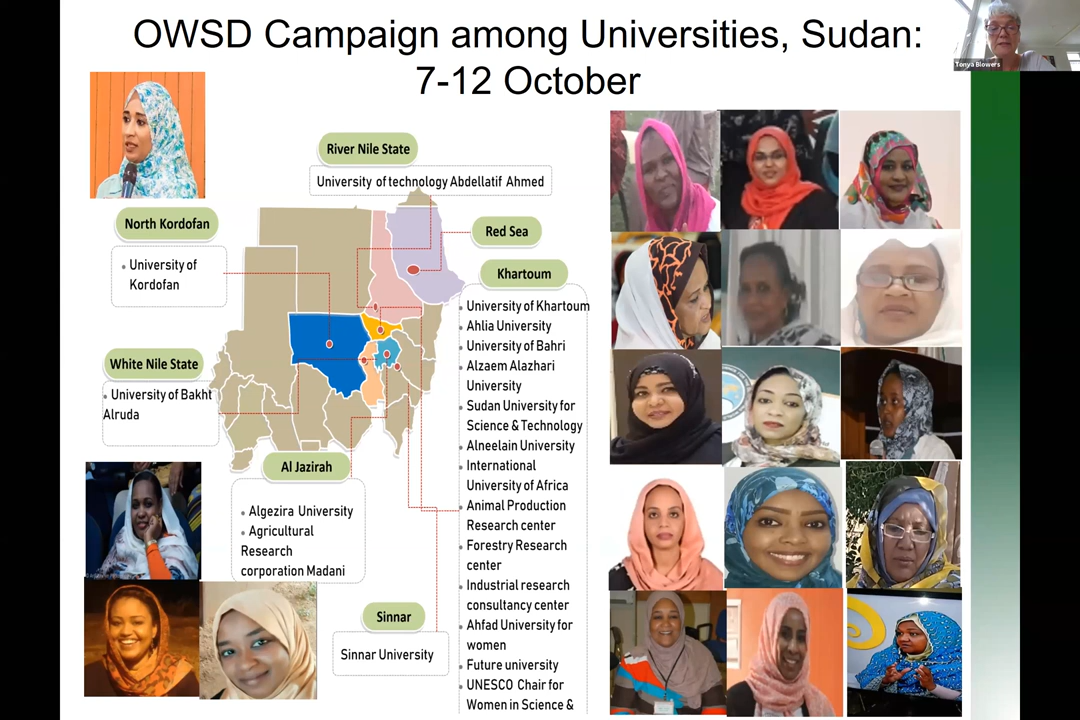 OWSD Campaign among Universities, Sudan:
7-12 October
Tonya Blowers
River Nile State
University of technology Abdellatif Ahmed
North Kordofan
• University of
Kordofan
Red Sea
Khartoum
• University of Khartoum
• Ahlia University
• University of Bahri
• Alzaem Alazhari
University
• Sudan University for
Science & Technology
• Alneelain University
• International
University of Africa
• Animal Production
Research center
• Forestry Research
center
• Industrial research
consultancy center
• Ahfad University for
women
• Future university
• UNESCO Chair for
Women in Science &
White Nile State
• University of Bakht
Alruda
Al Jazirah
• Algezira University
• Agricultural
Research
corporation Madani
Sinnar
Sinnar University